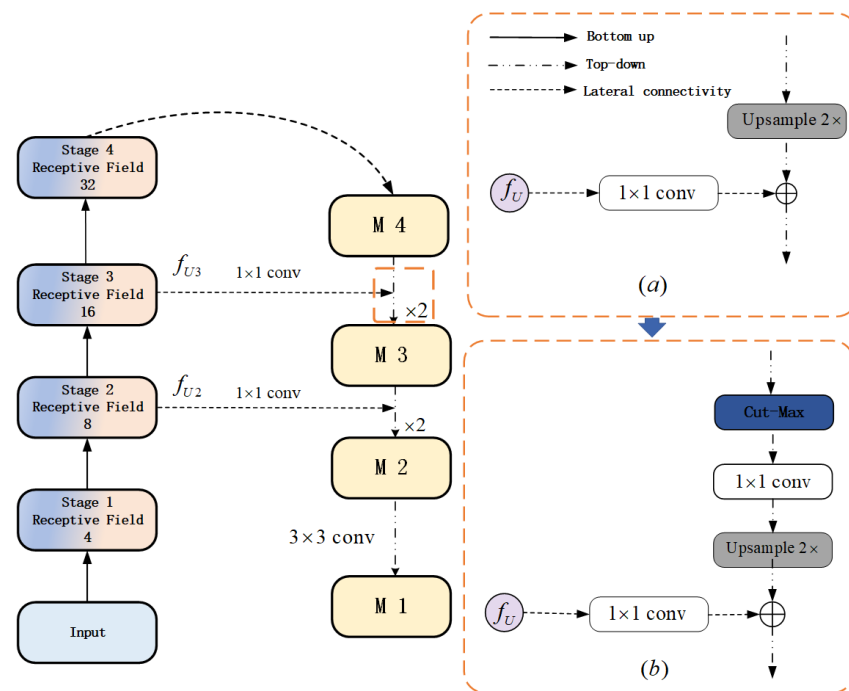 Bottom up
Top-down
Lateral connectivity
Upsample 2×
f_U
1×1 conv
(a)
Stage 4
Receptive Field
32
M 4
Stage 3
Receptive Field
16
f_U3
1×1 conv
×2
M 3
Stage 2
Receptive Field
8
f_U2
1×1 conv
×2
M 2
Stage 1
Receptive Field
4
3×3 conv
M 1
Input
Cut-Max
1×1 conv
Upsample 2×
f_U
1×1 conv
(b)